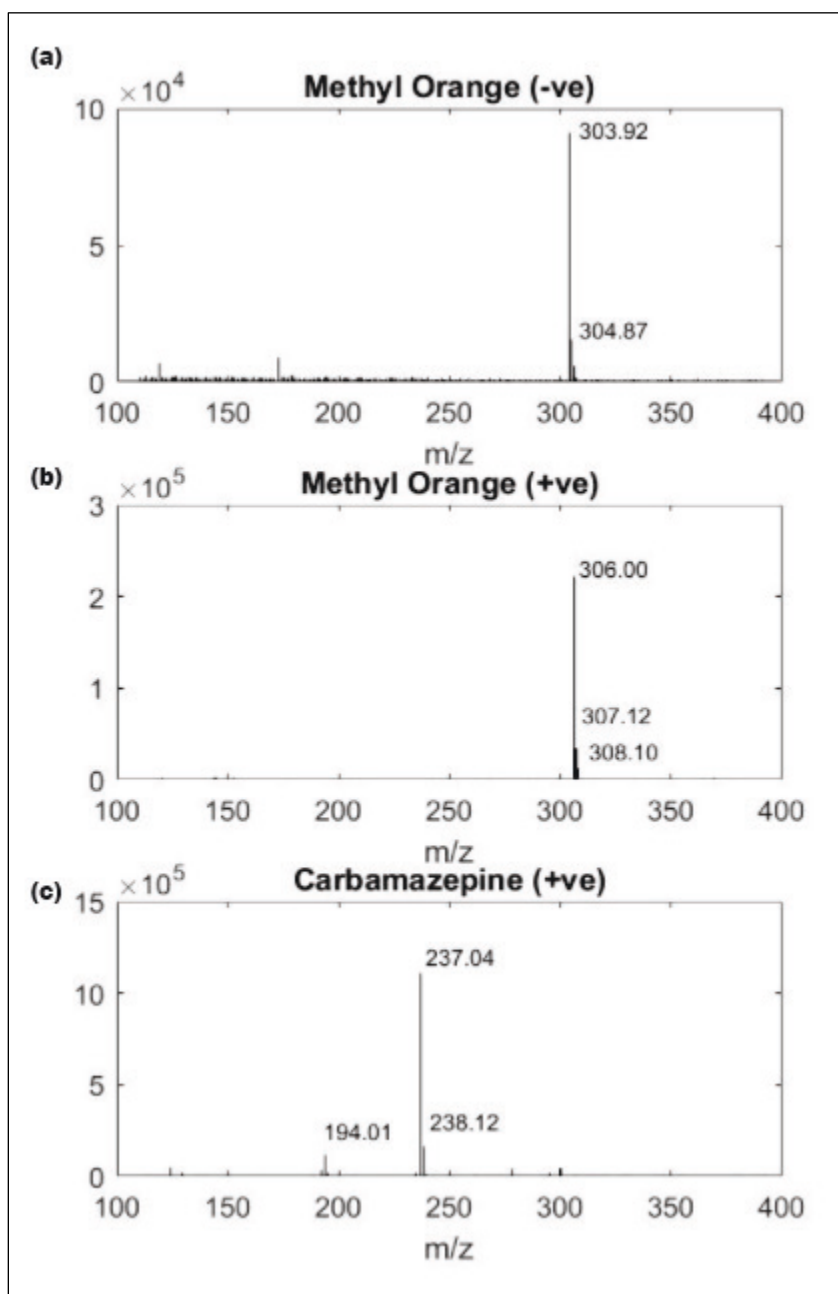 (a)
×10⁴
Methyl Orange (-ve)
10
303.92
5
304.87
0
100 150 200 250 300 350 400
m/z
(b)
×10⁵
Methyl Orange (+ve)
3
306.00
2
1
307.12
308.10
0
100 150 200 250 300 350 400
m/z
(c)
×10⁵
Carbamazepine (+ve)
15
237.04
10
5
194.01
238.12
0
100 150 200 250 300 350 400
m/z